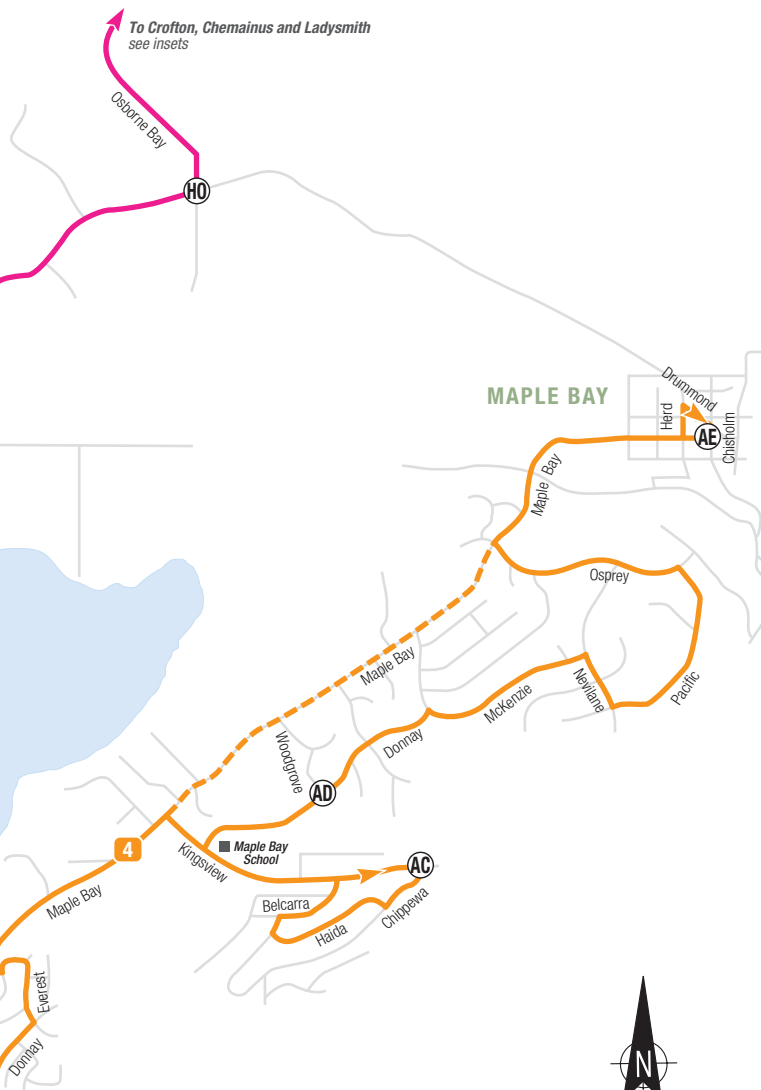 To Crofton, Chemainus and Ladysmith
see insets
Osborne Bay
HO
MAPLE BAY
Drummond
Herd
AE
Chisholm
Maple Bay
Osprey
Maple Bay
Nevilane
Pacific
McKenzie
Donnay
Woodgrove
AD
4
Maple Bay
School
Kingsview
AC
Maple Bay
Belcarra
Chippewa
Haida
Everest
Donnay
N